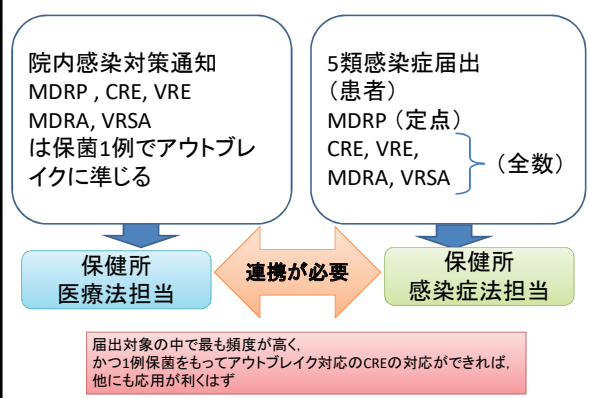 院内感染対策通知
MDRP , CRE, VRE
MDRA, VRSA
は保菌1例でアウトブレ
イクに準じる
5類感染症届出
（患者）
MDRP（定点）
CRE, VRE,
MDRA, VRSA
（全数）
保健所
医療法担当
連携が必要
保健所
感染症法担当
届出対象の中で最も頻度が高く,
かつ1例保菌をもってアウトブレイク対応のCREの対応ができれば,
他にも応用が利くはず